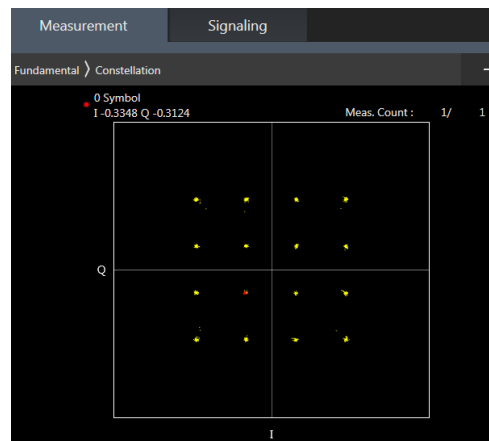 Measurement Signaling
Fundamental ⟩ Constellation
0 Symbol
I -0.3348 Q -0.3124 Meas. Count : 1/ 1
Q
I